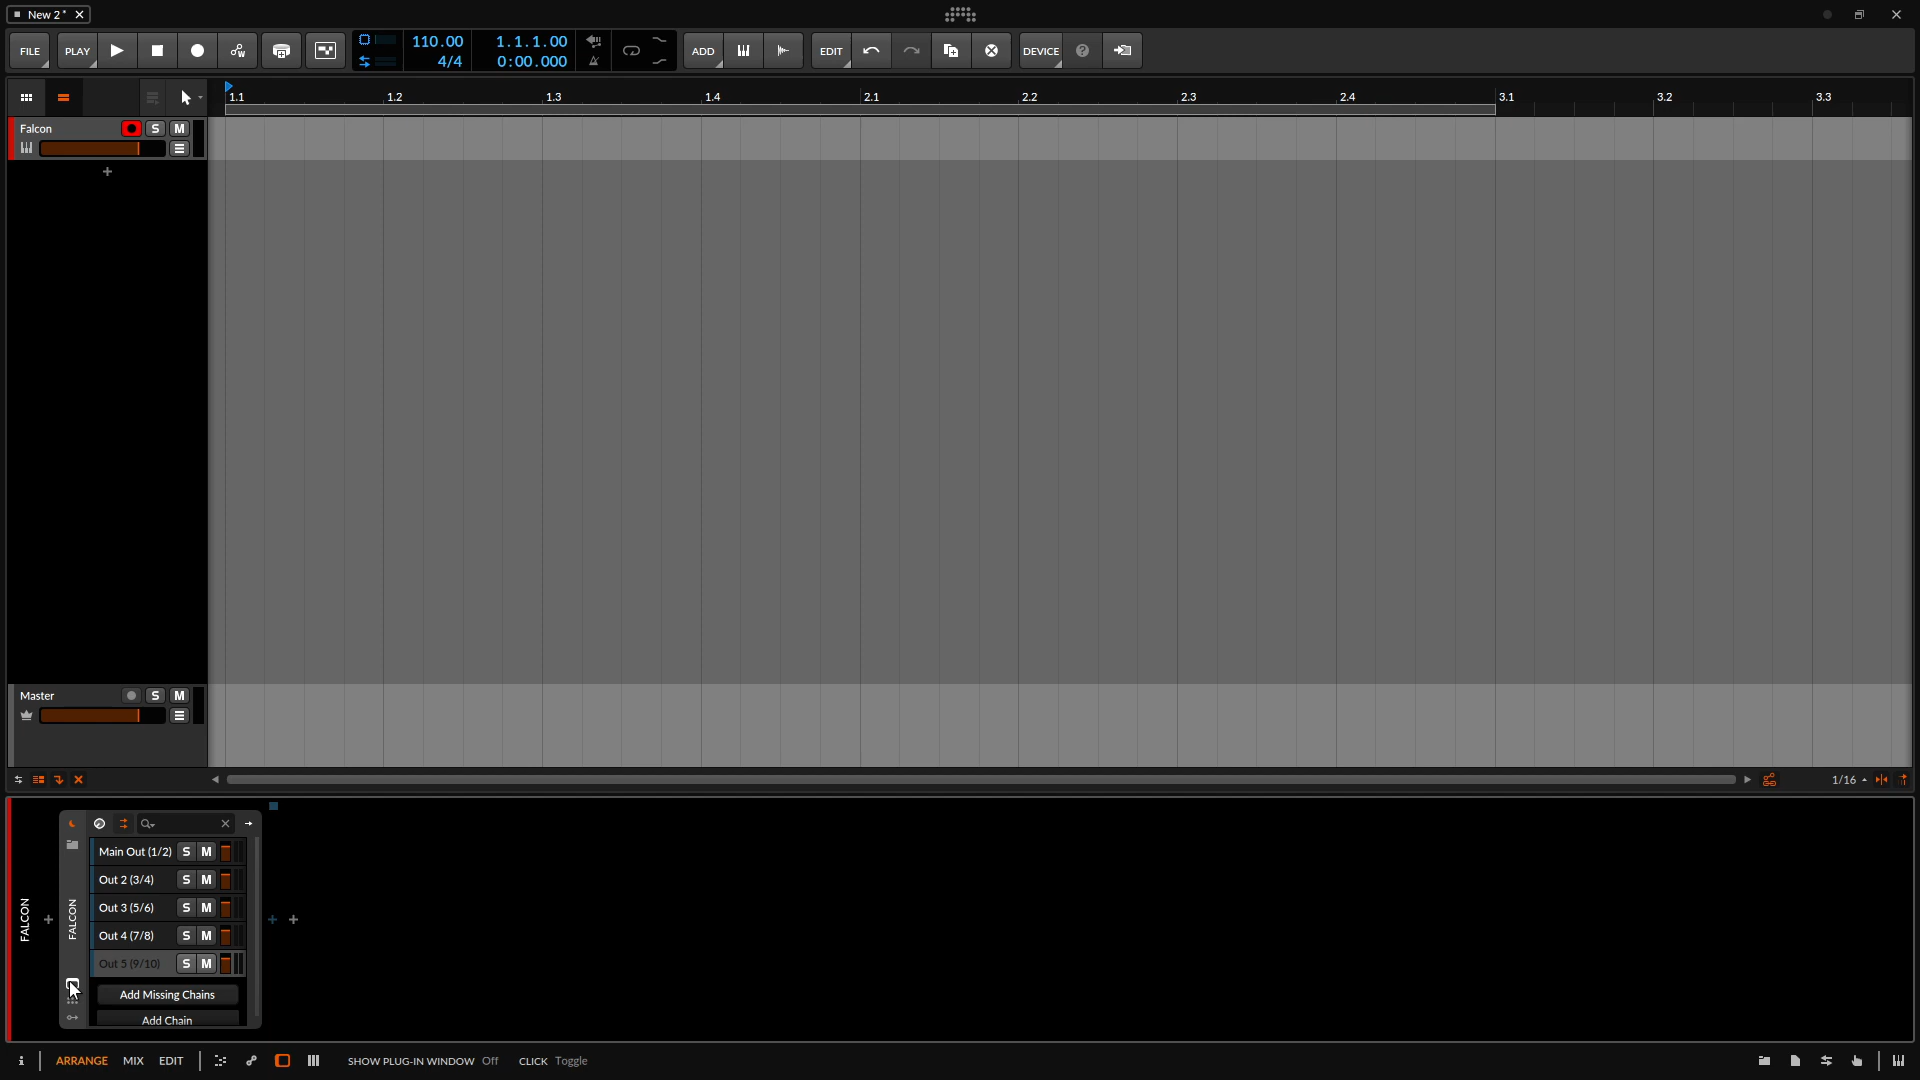 New 2*
FILE PLAY 110.00 4/4 1.1.1.00 0:00.000 ADD EDIT DEVICE
1.1 1.2 1.3 1.4 2.1 2.2 2.3 2.4 3.1 3.2 3.3
Falcon S M
Master S M
1/16
FALCON
FALCON
Main Out (1/2) S M
Out 2 (3/4) S M
Out 3 (5/6) S M
Out 4 (7/8) S M
Out 5 (9/10) S M
Add Missing Chains
Add Chain
i ARRANGE MIX EDIT SHOW PLUG-IN WINDOW Off CLICK Toggle